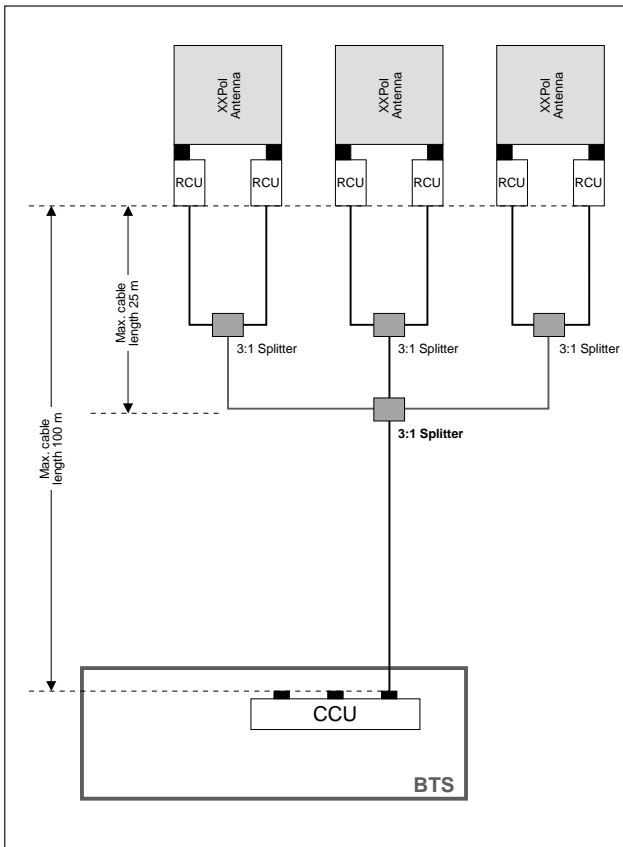 XXPol
Antenna
XXPol
Antenna
XXPol
Antenna
RCU
RCU
RCU
RCU
RCU
RCU
Max. cable
length 25 m
3:1 Splitter
3:1 Splitter
3:1 Splitter
Max. cable
length 100 m
3:1 Splitter
CCU
BTS